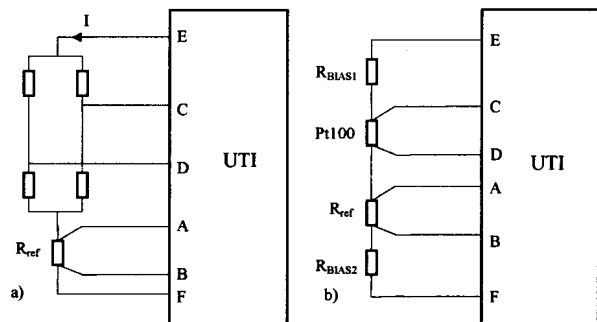 I
E
C
D
UTI
A
R_ref
B
a)
F
E
R_BIAS1
C
Pt100
D
UTI
A
R_ref
B
R_BIAS2
b)
F